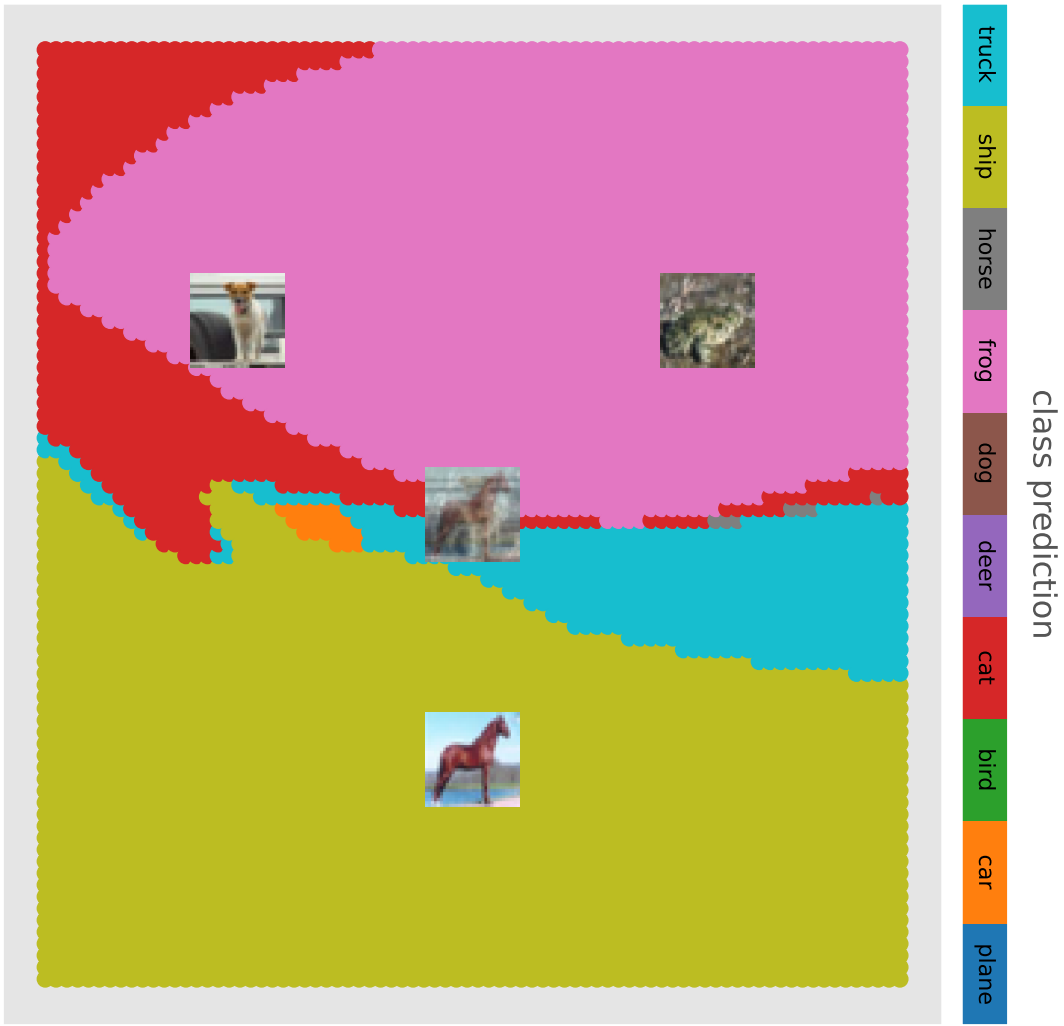 truck
ship
horse
frog
dog
deer
cat
bird
car
plane
class prediction